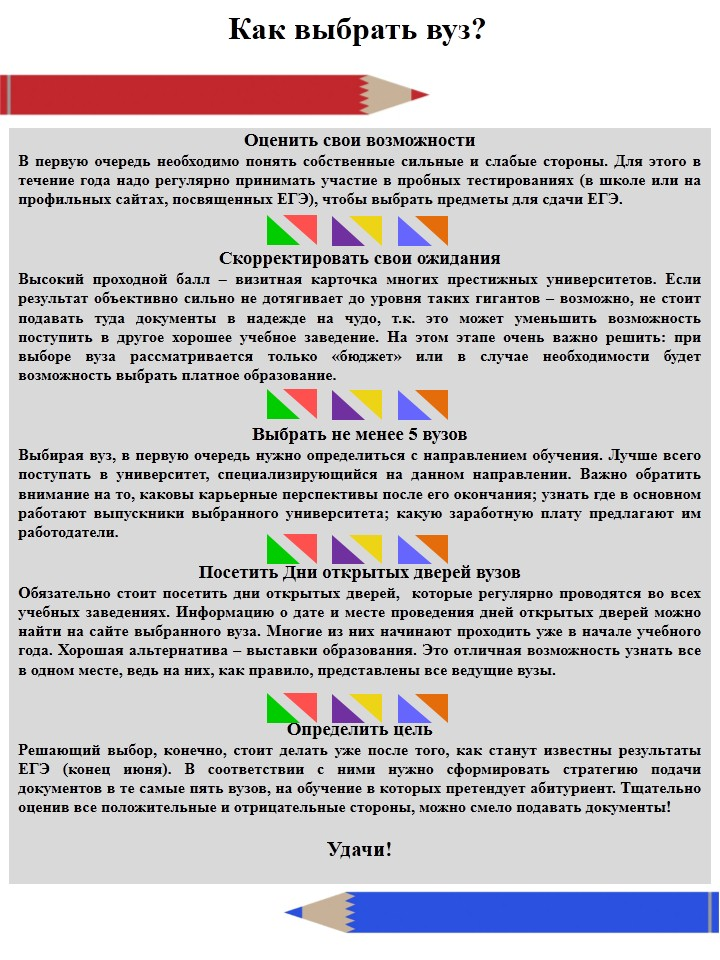 Как выбрать вуз?
Оценить свои возможности
В первую очередь необходимо понять собственные сильные и слабые стороны. Для этого в
течение года надо регулярно принимать участие в пробных тестированиях (в школе или на
профильных сайтах, посвященных ЕГЭ), чтобы выбрать предметы для сдачи ЕГЭ.
Скорректировать свои ожидания
Высокий проходной балл – визитная карточка многих престижных университетов. Если
результат объективно сильно не дотягивает до уровня таких гигантов – возможно, не стоит
подавать туда документы в надежде на чудо, т.к. это может уменьшить возможность
поступить в другое хорошее учебное заведение. На этом этапе очень важно решить: при
выборе вуза рассматривается только «бюджет» или в случае необходимости будет
возможность выбрать платное образование.
Выбрать не менее 5 вузов
Выбирая вуз, в первую очередь нужно определиться с направлением обучения. Лучше всего
поступать в университет, специализирующийся на данном направлении. Важно обратить
внимание на то, каковы карьерные перспективы после его окончания; узнать где в основном
работают выпускники выбранного университета; какую заработную плату предлагают им
работодатели.
Посетить Дни открытых дверей вузов
Обязательно стоит посетить дни открытых дверей, которые регулярно проводятся во всех
учебных заведениях. Информацию о дате и месте проведения дней открытых дверей можно
найти на сайте выбранного вуза. Многие из них начинают проходить уже в начале учебного
года. Хорошая альтернатива – выставки образования. Это отличная возможность узнать все
в одном месте, ведь на них, как правило, представлены все ведущие вузы.
Определить цель
Решающий выбор, конечно, стоит делать уже после того, как станут известны результаты
ЕГЭ (конец июня). В соответствии с ними нужно сформировать стратегию подачи
документов в те самые пять вузов, на обучение в которых претендует абитуриент. Тщательно
оценив все положительные и отрицательные стороны, можно смело подавать документы!
Удачи!